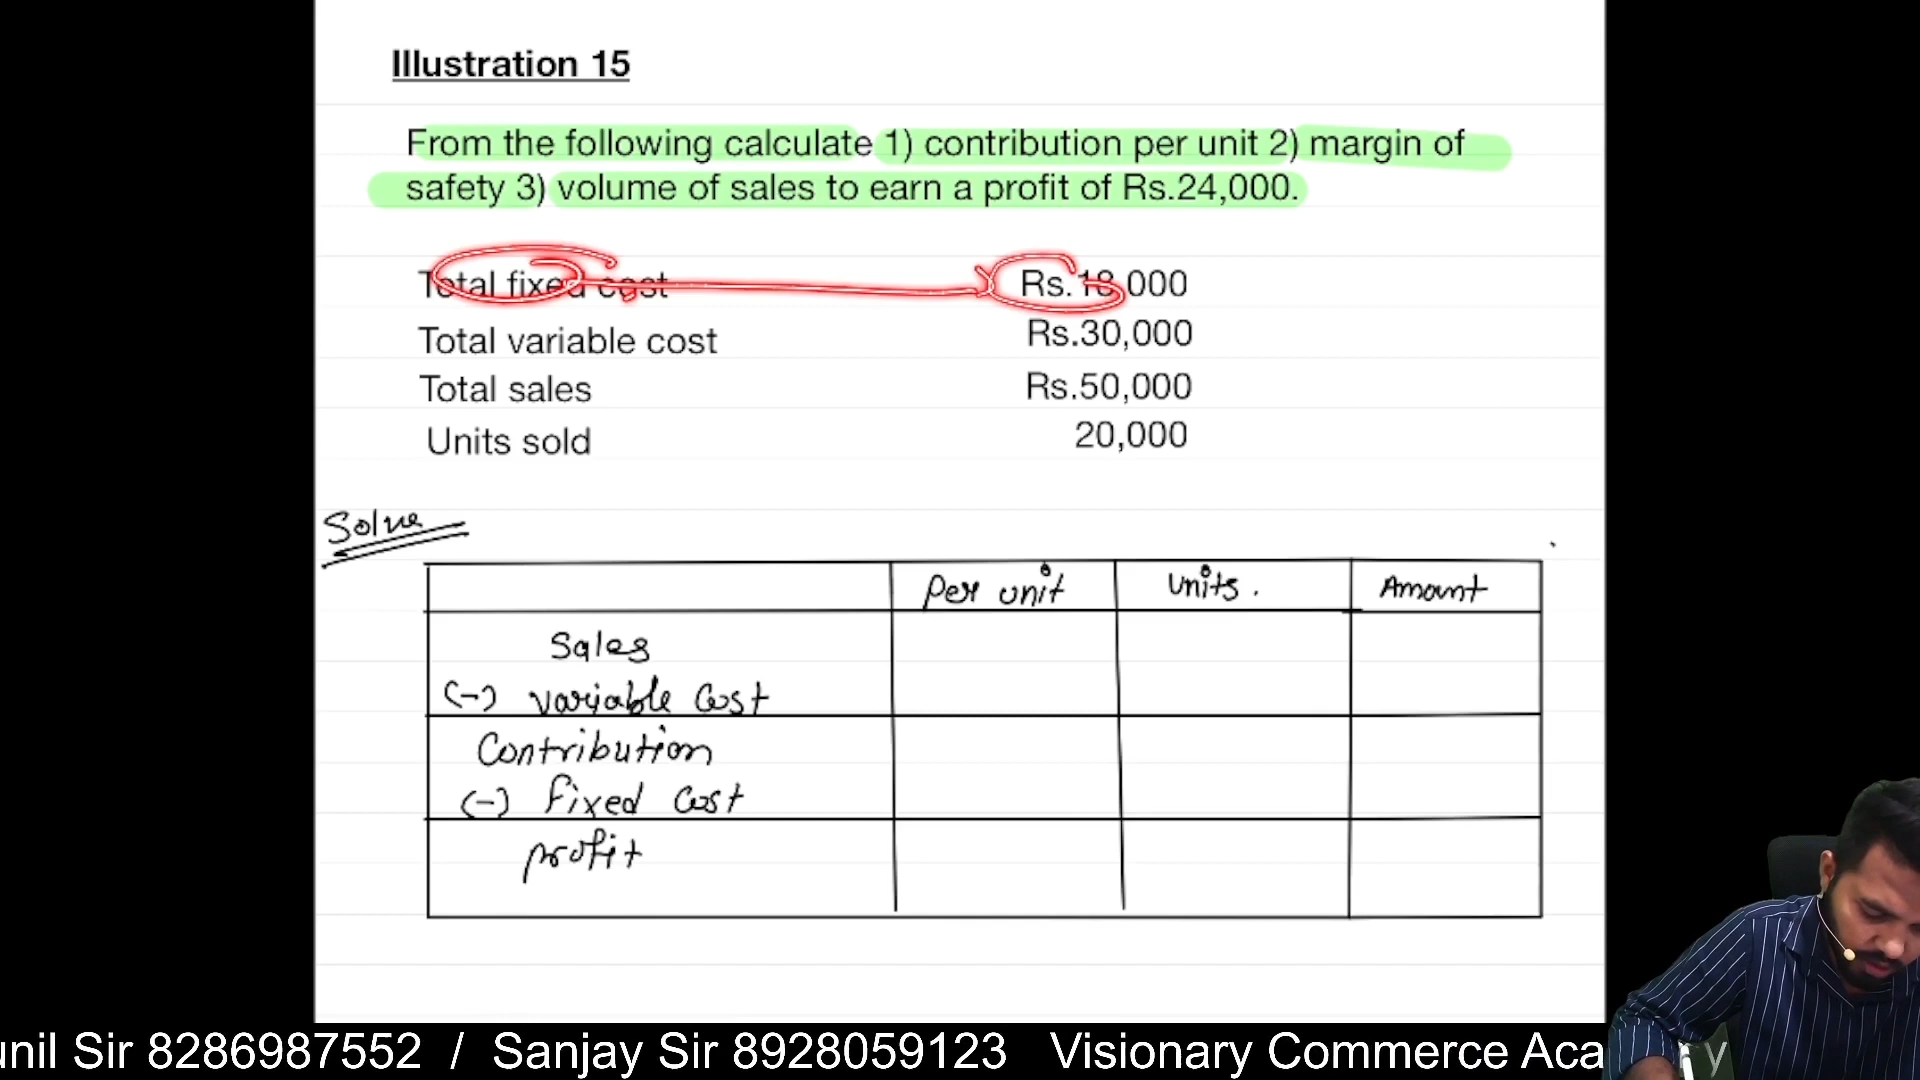 Illustration 15
From the following calculate 1) contribution per unit 2) margin of
safety 3) volume of sales to earn a profit of Rs.24,000.
Total fixed cost Rs.18,000
Total variable cost Rs.30,000
Total sales Rs.50,000
Units sold 20,000
Solve
Per unit Units. Amount
Sales
(-) variable Cost
Contribution
(-) Fixed Cost
profit
unil Sir 8286987552 / Sanjay Sir 8928059123 Visionary Commerce Aca y